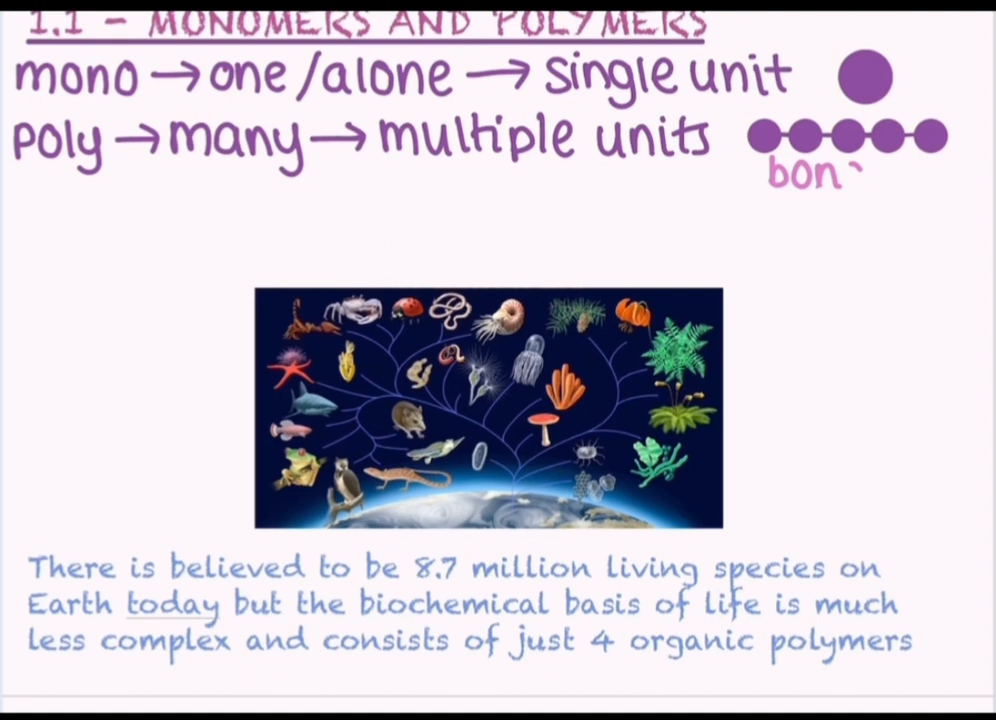 1.1 - MONOMERS AND POLYMERS
mono → one/alone → single unit
poly → many → multiple units
bon
There is believed to be 8.7 million living species on
Earth today but the biochemical basis of life is much
less complex and consists of just 4 organic polymers